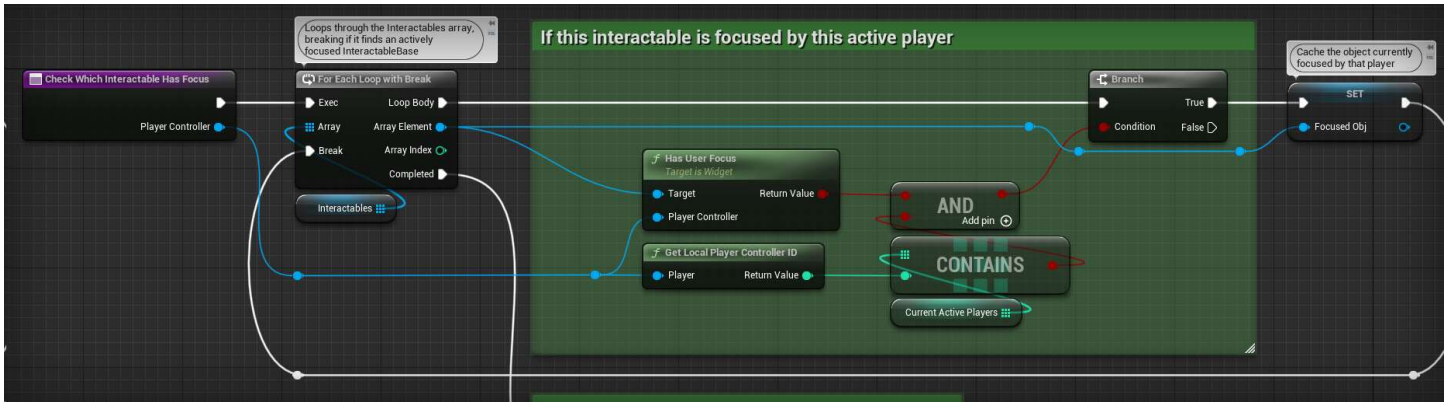 Loops through the Interactables array,
breaking if it finds an actively
focused InteractableBase
If this interactable is focused by this active player
Cache the object currently
focused by that player
Check Which Interactable Has Focus
Player Controller
For Each Loop with Break
Exec
Loop Body
Array
Array Element
Break
Array Index
Completed
Interactables
Has User Focus
Target is Widget
Target
Return Value
Player Controller
Get Local Player Controller ID
Player
Return Value
AND
Add pin
CONTAINS
Current Active Players
Branch
True
Condition
False
SET
Focused Obj